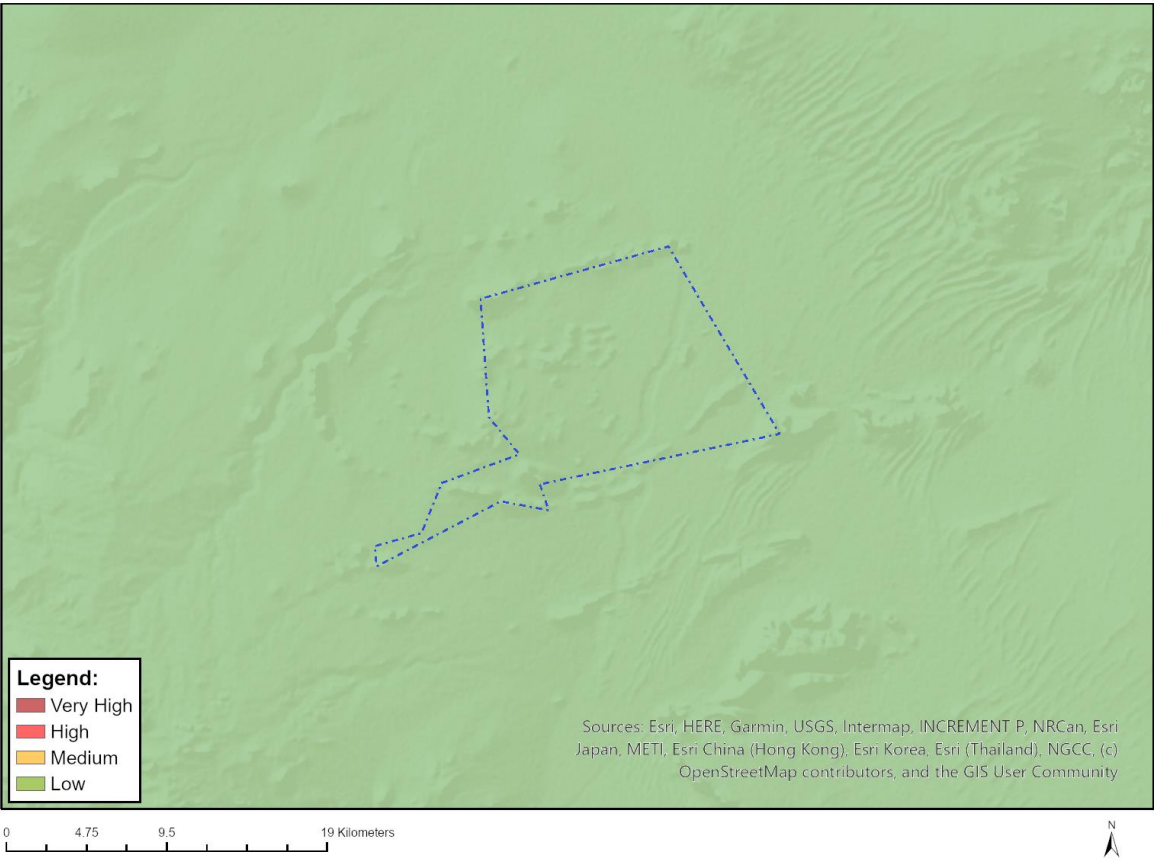 Legend:
Very High
High
Medium
Low
Sources: Esri, HERE, Garmin, USGS, Intermap, INCREMENT P, NRCan, Esri
Japan, METI, Esri China (Hong Kong), Esri Korea, Esri (Thailand), NGCC, (c)
OpenStreetMap contributors, and the GIS User Community
0 4.75 9.5 19 Kilometers
N